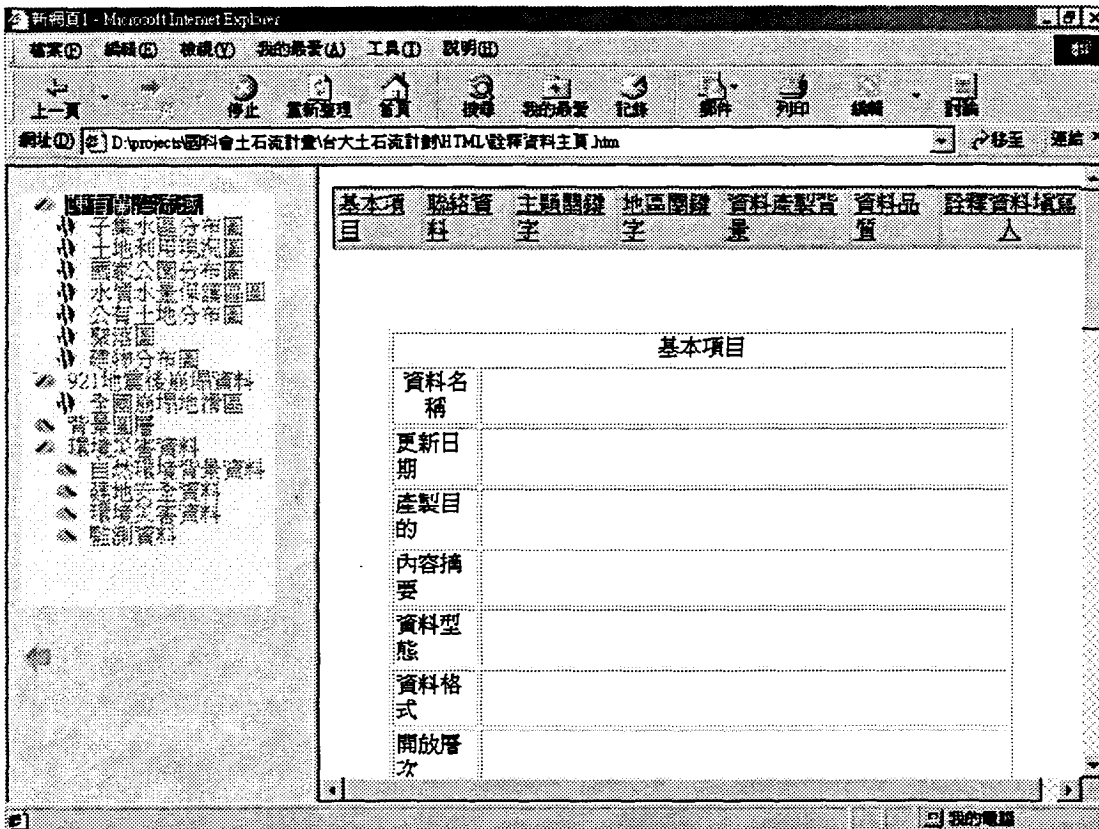 新網頁1 - Microsoft Internet Explorer
檔案(F) 編輯(E) 檢視(V) 我的最愛(A) 工具(T) 說明(H)
上一頁 停止 重新整理 首頁 搜尋 我的最愛 記錄 郵件 列印 編輯 討論
網址(D) D:\projects\國科會土石流計畫\台大土石流計劃\HTML\詮釋資料主頁.htm 移至 連結 »
子集水區分布圖
土地利用現況圖
國家公園分布圖
水質水量保護區圖
公有土地分布圖
聚落圖
建物分布圖
921地震後崩塌資料
全國崩塌地
背景圖層
環境災害資料
自然環境背景資料
建地安全資料
環境災害資料
監測資料
基本項目 聯絡資料 主題關鍵字 地區關鍵字 資料產製背景 資料品質 詮釋資料填寫人
基本項目
資料名稱
更新日期
產製目的
內容摘要
資料型態
資料格式
開放層次
我的電腦